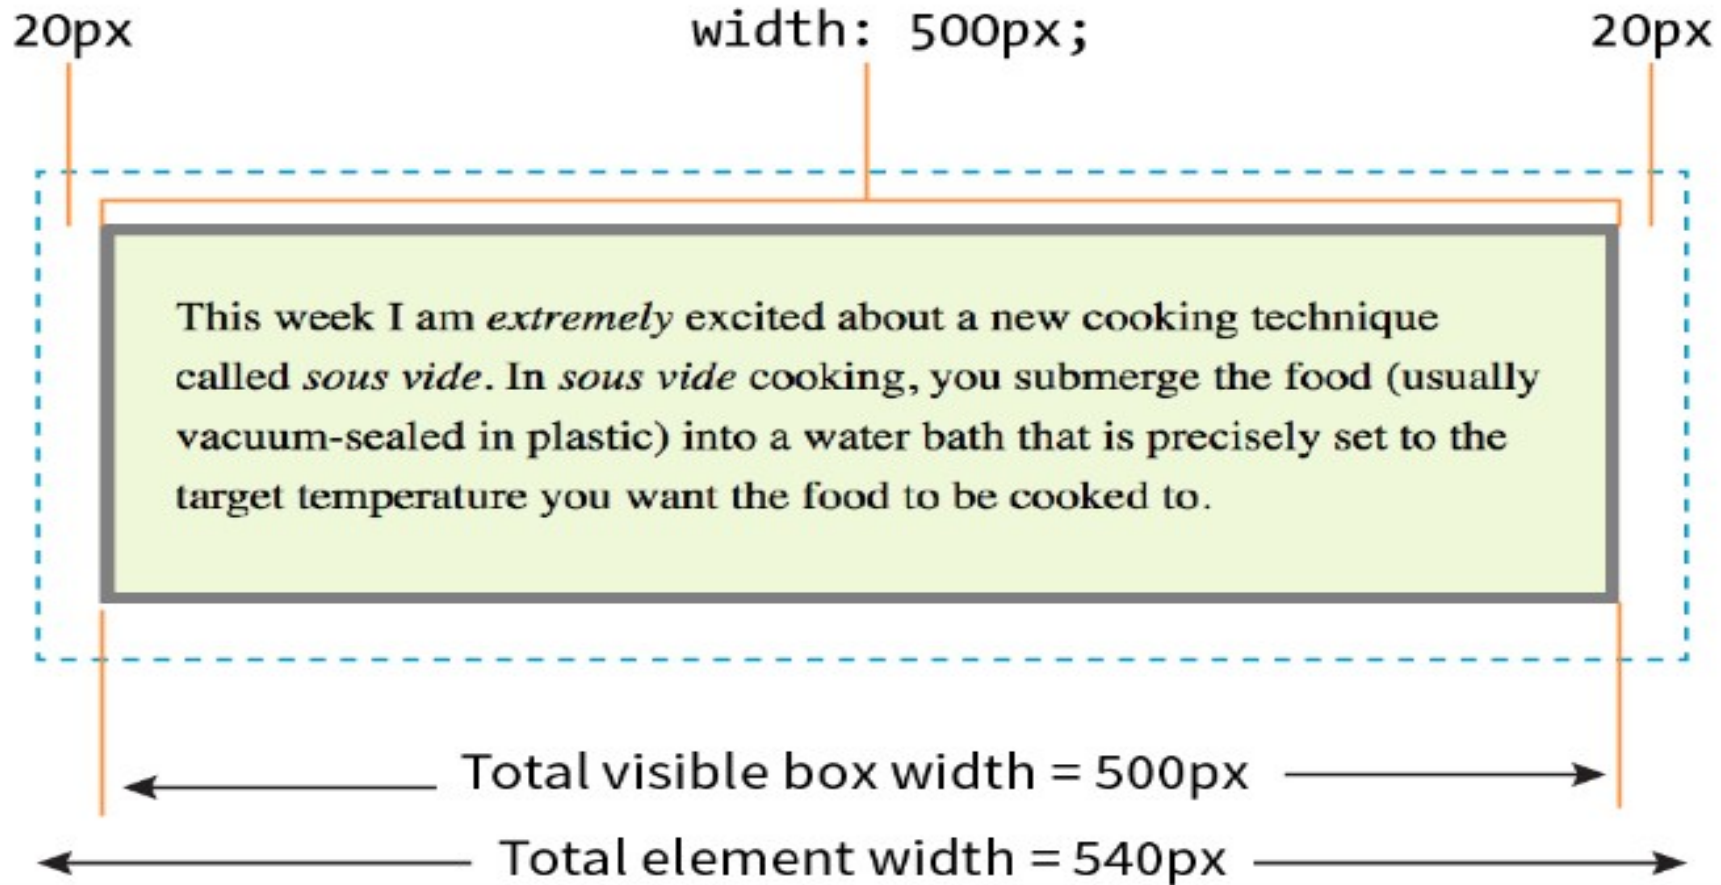 20px width: 500px; 20px
This week I am extremely excited about a new cooking technique
called sous vide. In sous vide cooking, you submerge the food (usually
vacuum-sealed in plastic) into a water bath that is precisely set to the
target temperature you want the food to be cooked to.
Total visible box width = 500px
Total element width = 540px